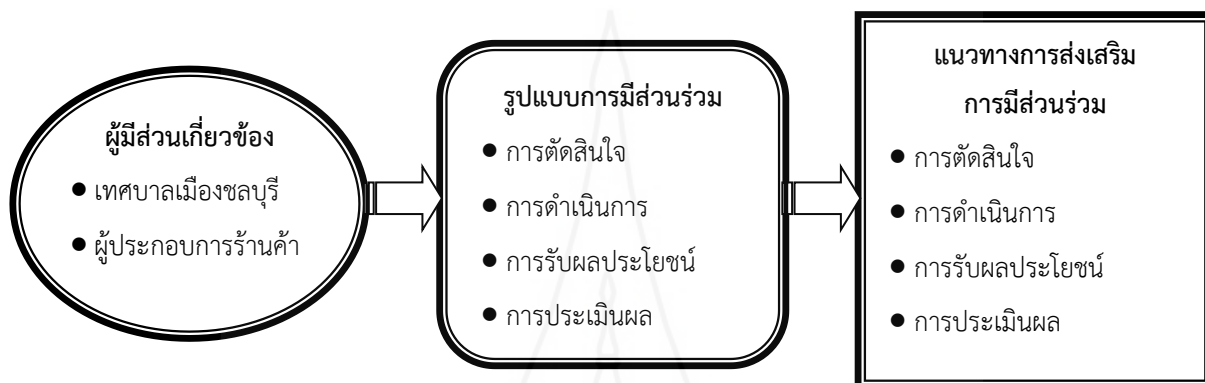 ผู้มีส่วนเกี่ยวข้อง
● เทศบาลเมืองชลบุรี
● ผู้ประกอบการร้านค้า
รูปแบบการมีส่วนร่วม
● การตัดสินใจ
● การดำเนินการ
● การรับผลประโยชน์
● การประเมินผล
แนวทางการส่งเสริม
การมีส่วนร่วม
● การตัดสินใจ
● การดำเนินการ
● การรับผลประโยชน์
● การประเมินผล